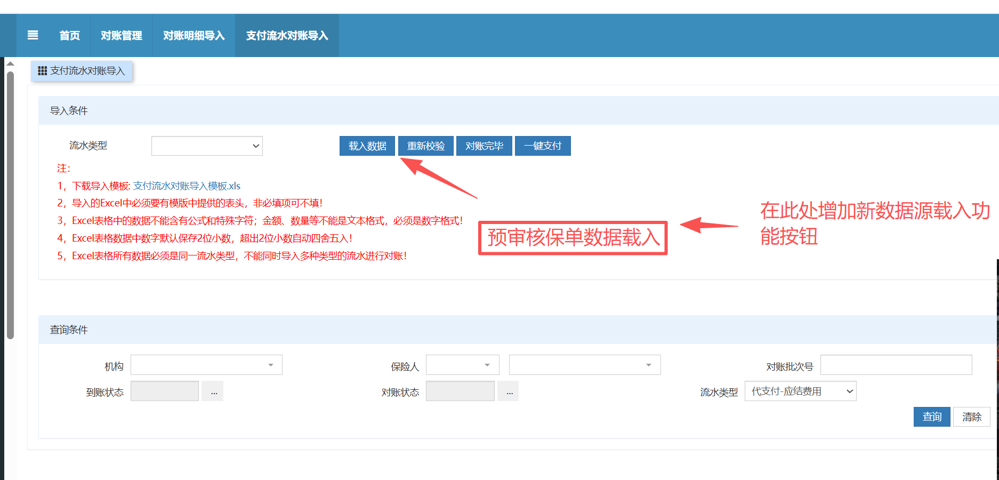 首页 对账管理 对账明细导入 支付流水对账导入
支付流水对账导入
导入条件
流水类型 载入数据 重新校验 对账完毕 一键支付
注：
1，下载导入模板: 支付流水对账导入模板.xls
2，导入的Excel中必须要有模版中提供的表头，非必填项可不填！
3，Excel表格中的数据不能含有公式和特殊字符；金额、数量等不能是文本格式，必须是数字格式！
4，Excel表格数据中数字默认保存2位小数，超出2位小数自动四舍五入！
5，Excel表格所有数据必须是同一流水类型，不能同时导入多种类型的流水进行对账！
预审核保单数据载入
在此处增加新数据源载入功
能按钮
查询条件
机构 保险人 对账批次号
到账状态 ... 对账状态 ... 流水类型 代支付-应结费用
查询 清除